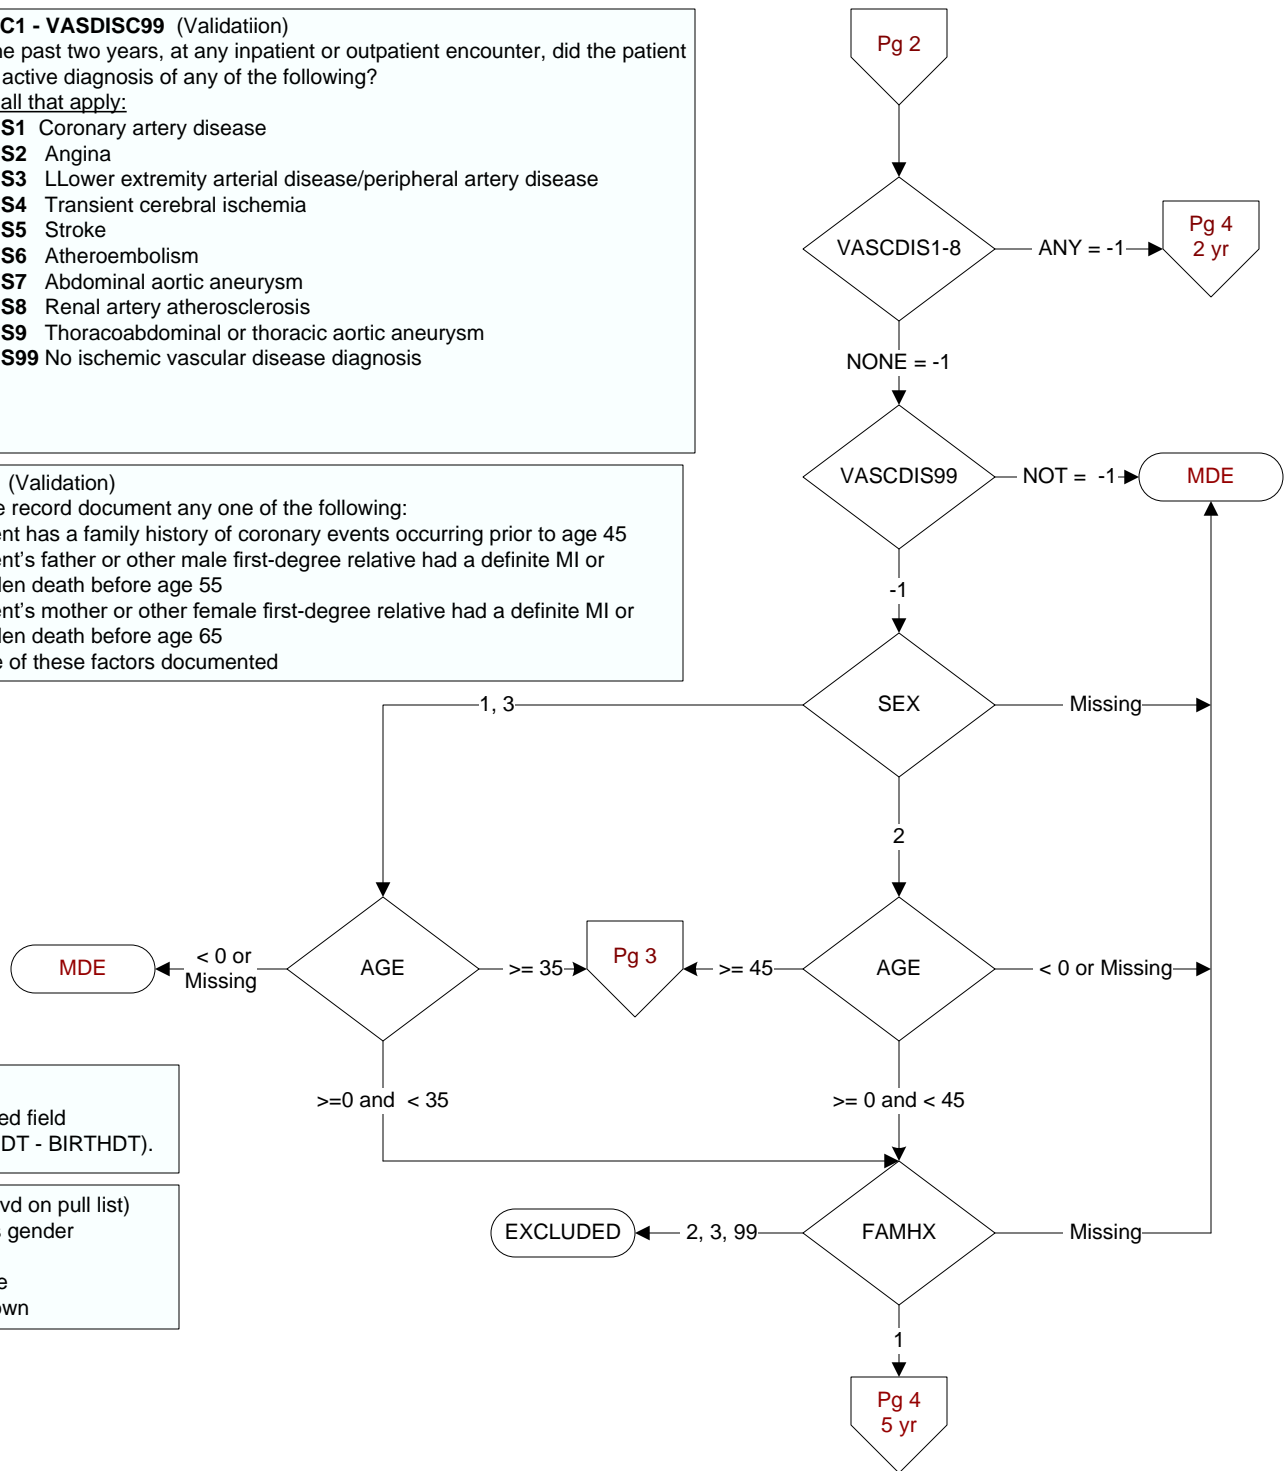 C1 - VASDISC99 (Validatiion)
he past two years, at any inpatient or outpatient encounter, did the patient
active diagnosis of any of the following?
all that apply:
S1 Coronary artery disease
S2 Angina
S3 LLower extremity arterial disease/peripheral artery disease
S4 Transient cerebral ischemia
S5 Stroke
S6 Atheroembolism
S7 Abdominal aortic aneurysm
S8 Renal artery atherosclerosis
S9 Thoracoabdominal or thoracic aortic aneurysm
S99 No ischemic vascular disease diagnosis
Pg 2
VASCDIS1-8
ANY = -1
Pg 4
2 yr
NONE = -1
VASCDIS99
NOT = -1
MDE
-1
(Validation)
e record document any one of the following:
ent has a family history of coronary events occurring prior to age 45
ent's father or other male first-degree relative had a definite MI or
len death before age 55
ent's mother or other female first-degree relative had a definite MI or
len death before age 65
e of these factors documented
1, 3
SEX
Missing
2
MDE
< 0 or
Missing
AGE
>= 35
Pg 3
>= 45
AGE
< 0 or Missing
>=0 and < 35
>= 0 and < 45
ed field
DT - BIRTHDT).
vd on pull list)
s gender
e
own
EXCLUDED
2, 3, 99
FAMHX
Missing
1
Pg 4
5 yr